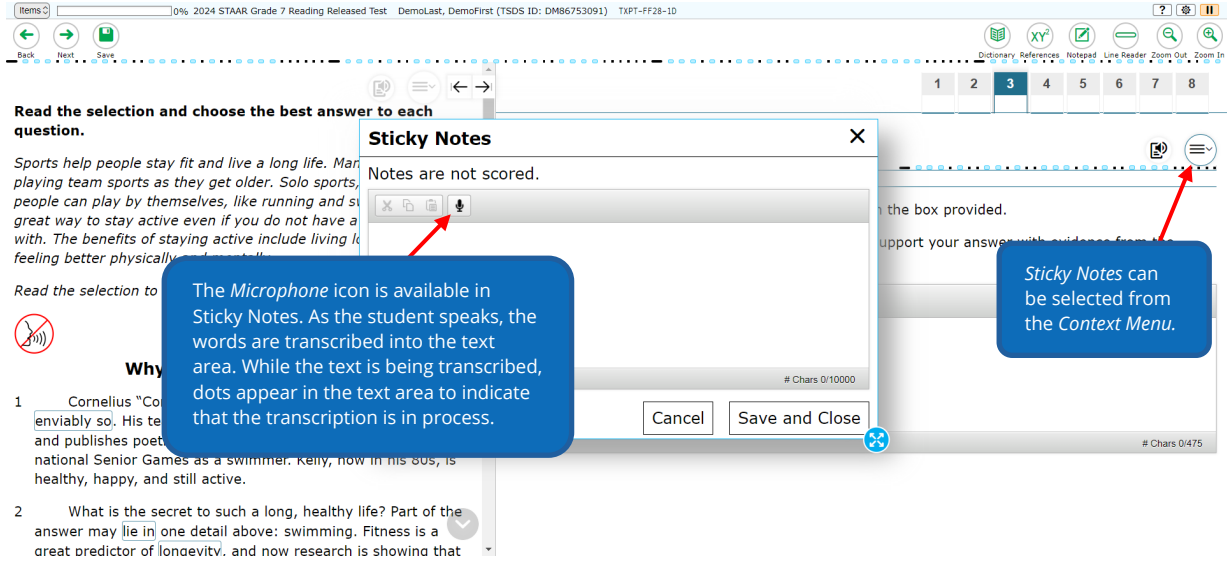 Items 0% 2024 STAAR Grade 7 Reading Released Test DemoLast, DemoFirst (TSDS ID: DM86753091) TXPT-FF28-1D ?
Back Next Save Dictionary References Notepad Line Reader Zoom Out Zoom In
XY²
1 2 3 4 5 6 7 8
Read the selection and choose the best answer to each
question.
Sports help people stay fit and live a long life.
playing team sports as they get older. Solo sports,
people can play by themselves, like running and
great way to stay active even if you do not have a
with. The benefits of staying active include living
feeling better physically and mentally.
Read the selection to
Why
1 Cornelius
enviably so. His
and publishes
national Senior Games as a swimmer. Kelly, now in his 80s, is
healthy, happy, and still active.
2 What is the secret to such a long, healthy life? Part of the
answer may lie in one detail above: swimming. Fitness is a
great predictor of longevity, and now research is showing that
Sticky Notes
Notes are not scored.
# Chars 0/10000
Cancel Save and Close
The Microphone icon is available in
Sticky Notes. As the student speaks, the
words are transcribed into the text
area. While the text is being transcribed,
dots appear in the text area to indicate
that the transcription is in process.
the box provided.
support your answer with evidence from the
Sticky Notes can
be selected from
the Context Menu.
# Chars 0/475